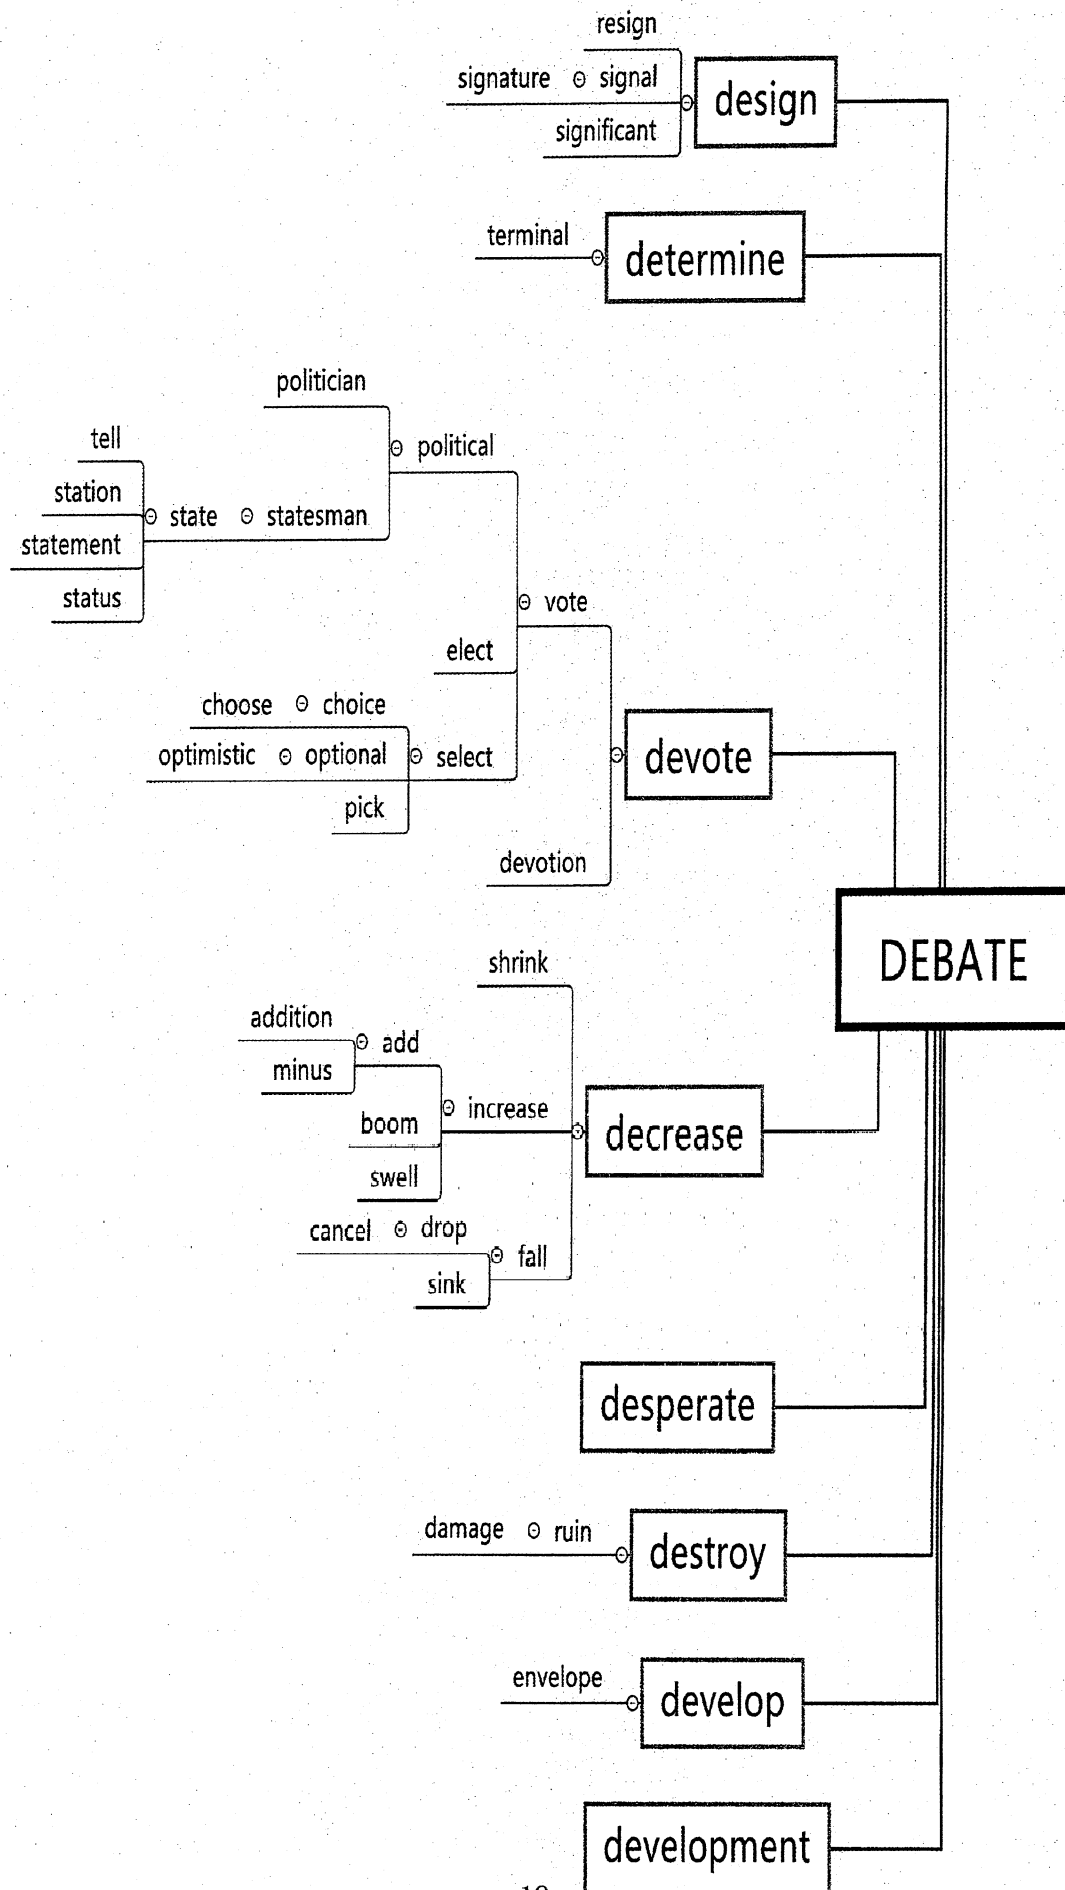 resign
signature signal
significant
design
terminal
determine
politician
political
tell
station
state statesman
statement
status
vote
elect
choose choice
optimistic optional select
pick
devote
devotion
DEBATE
shrink
addition
add
minus
increase
boom
swell
decrease
cancel drop
fall
sink
desperate
damage ruin
destroy
envelope
develop
development